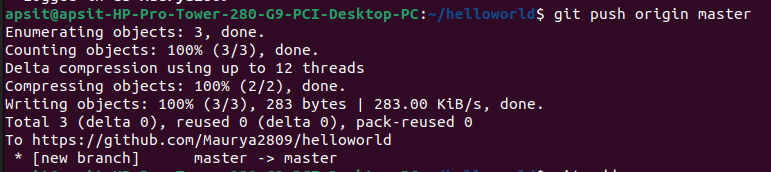 apsit@apsit-HP-Pro-Tower-280-G9-PCI-Desktop-PC:~/helloworld$ git push origin master
Enumerating objects: 3, done.
Counting objects: 100% (3/3), done.
Delta compression using up to 12 threads
Compressing objects: 100% (2/2), done.
Writing objects: 100% (3/3), 283 bytes | 283.00 KiB/s, done.
Total 3 (delta 0), reused 0 (delta 0), pack-reused 0
To https://github.com/Maurya2809/helloworld
 * [new branch]      master -> master